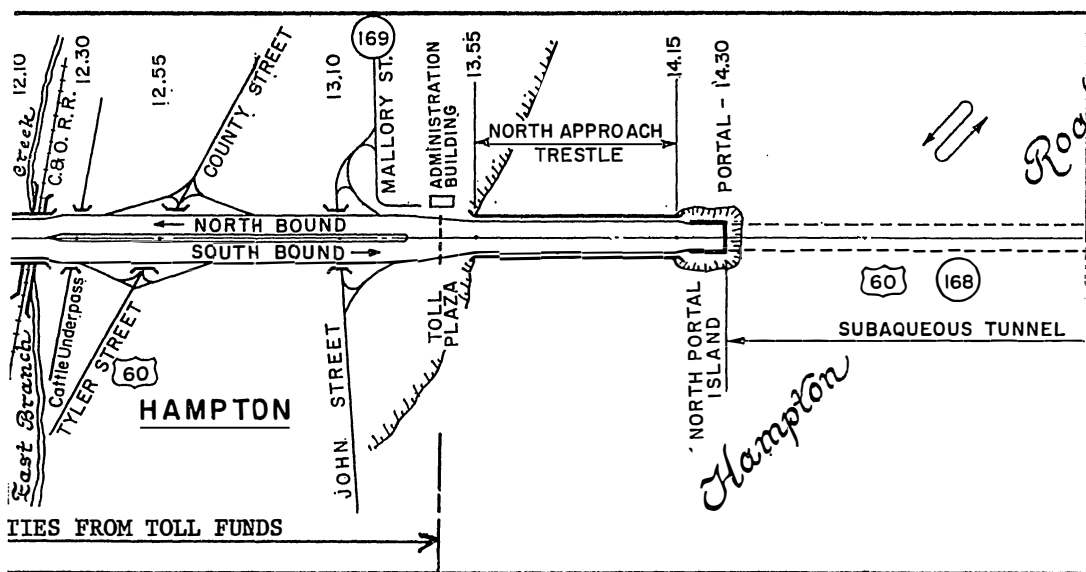 12.10
12.30
12.55
13.10
13.55
14.15
Creek
C.& O. R. R.
COUNTY STREET
169
MALLORY ST.
ADMINISTRATION
BUILDING
NORTH APPROACH
TRESTLE
PORTAL - 14.30
NORTH BOUND
SOUTH BOUND
East Branch
Cattle Underpass
TYLER STREET
60
HAMPTON
JOHN STREET
TOLL
PLAZA
NORTH PORTAL
ISLAND
60
168
SUBAQUEOUS TUNNEL
Hampton
Roa
TIES FROM TOLL FUNDS